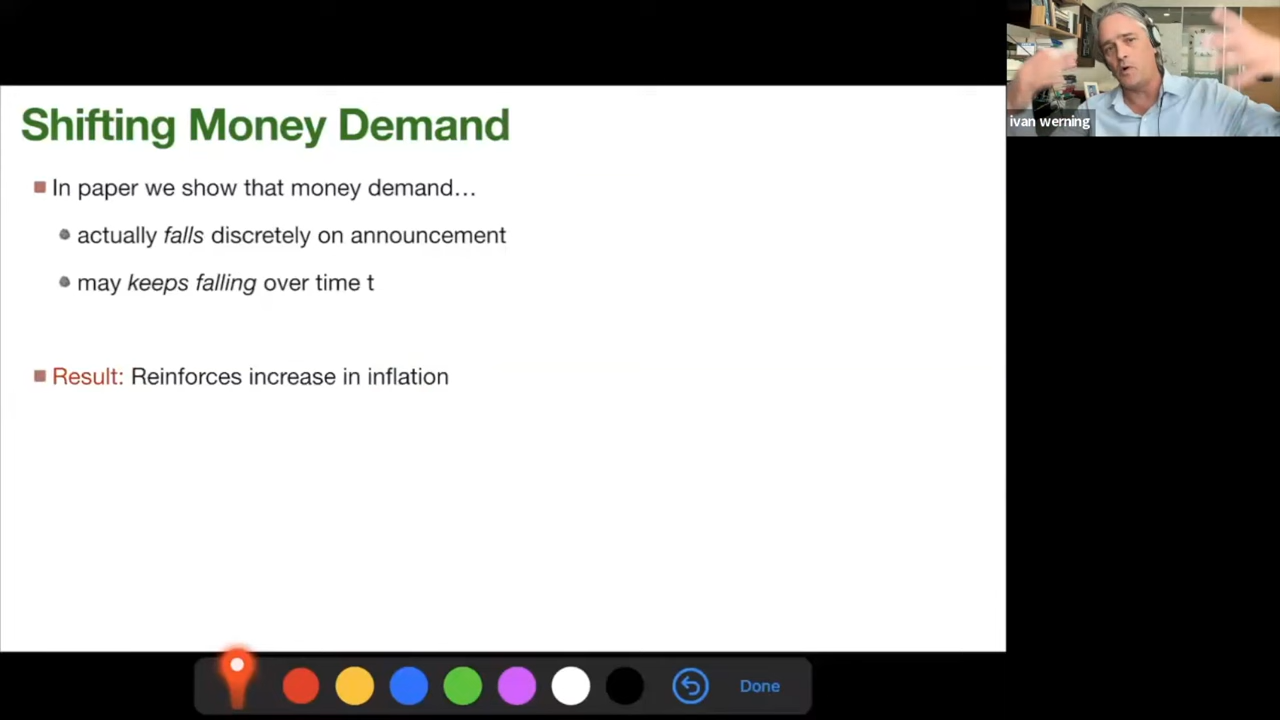 Shifting Money Demand
In paper we show that money demand…
actually falls discretely on announcement
may keeps falling over time t
Result: Reinforces increase in inflation
ivan werning
Done